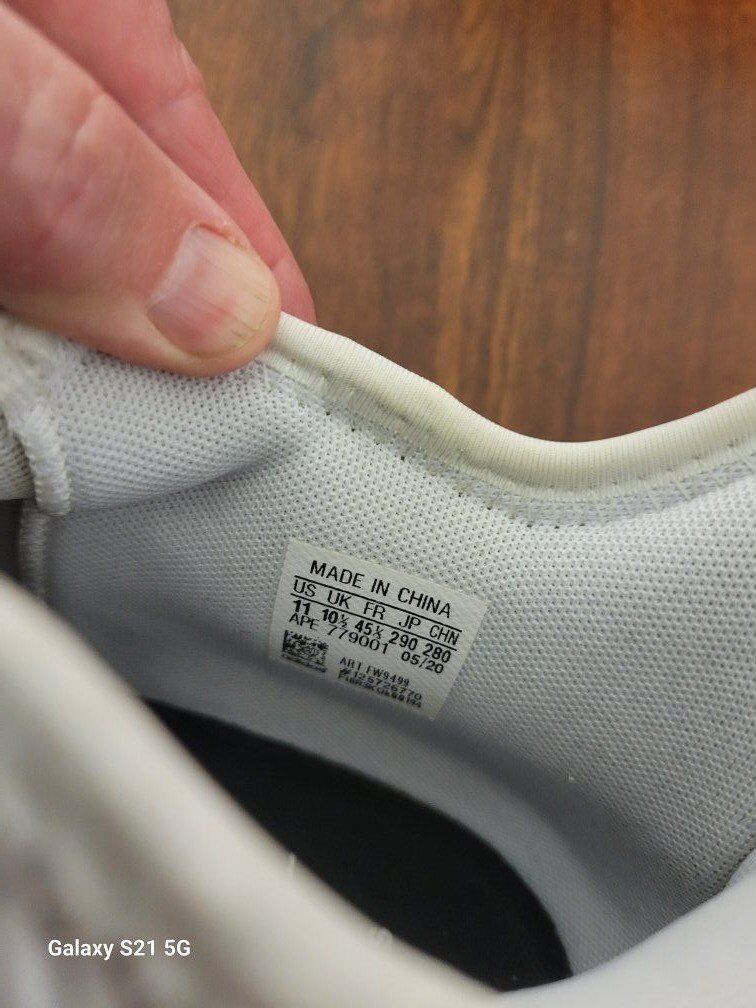 MADE IN CHINA
US UK FR JP CHN
11 10½ 45⅓ 290 280
APE 779001 05/20
ART FW9499
#125726770
Galaxy S21 5G